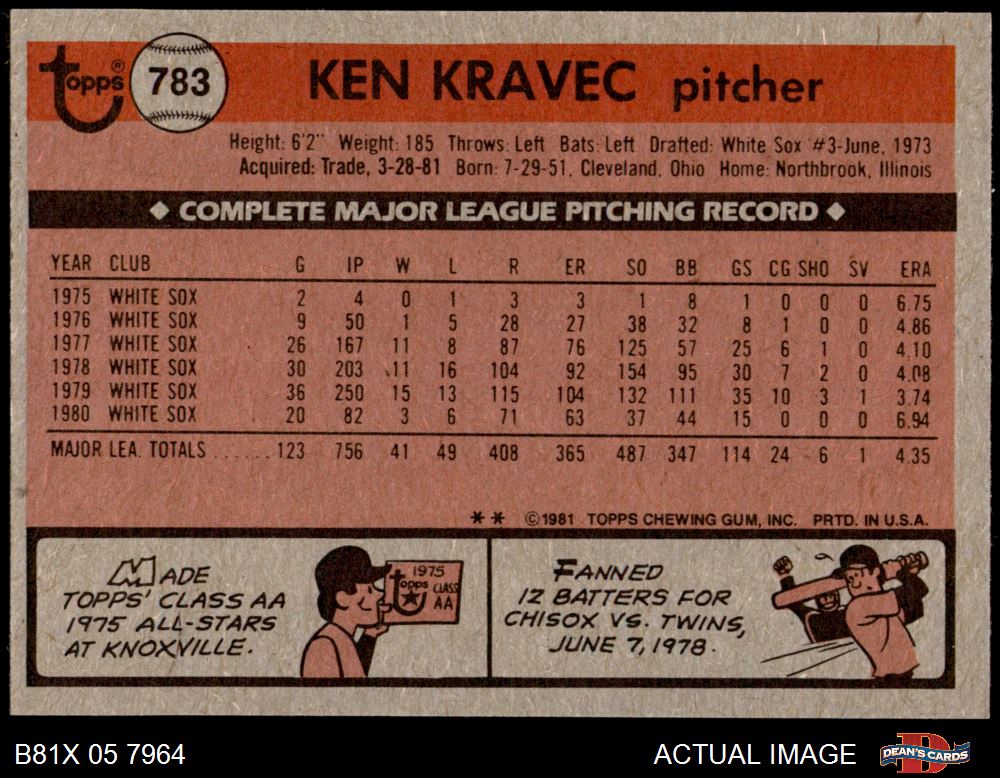 topps® 783 KEN KRAVEC pitcher
Height: 6'2" Weight: 185 Throws: Left Bats: Left Drafted: White Sox #3-June, 1973
Acquired: Trade, 3-28-81 Born: 7-29-51, Cleveland, Ohio Home: Northbrook, Illinois
◆ COMPLETE MAJOR LEAGUE PITCHING RECORD ◆
YEAR CLUB G IP W L R ER SO BB GS CG SHO SV ERA
1975 WHITE SOX 2 4 0 1 3 3 1 8 1 0 0 0 6.75
1976 WHITE SOX 9 50 1 5 28 27 38 32 8 1 0 0 4.86
1977 WHITE SOX 26 167 11 8 87 76 125 57 25 6 1 0 4.10
1978 WHITE SOX 30 203 11 16 104 92 154 95 30 7 2 0 4.08
1979 WHITE SOX 36 250 15 13 115 104 132 111 35 10 3 1 3.74
1980 WHITE SOX 20 82 3 6 71 63 37 44 15 0 0 0 6.94
MAJOR LEA. TOTALS ...... 123 756 41 49 408 365 487 347 114 24 6 1 4.35
** ©1981 TOPPS CHEWING GUM, INC. PRTD. IN U.S.A.
MADE
TOPPS' CLASS AA
1975 ALL-STARS
AT KNOXVILLE.
1975
topps CLASS
AA
FANNED
12 BATTERS FOR
CHISOX VS. TWINS,
JUNE 7, 1978.
B81X 05 7964 ACTUAL IMAGE DEAN'S CARDS